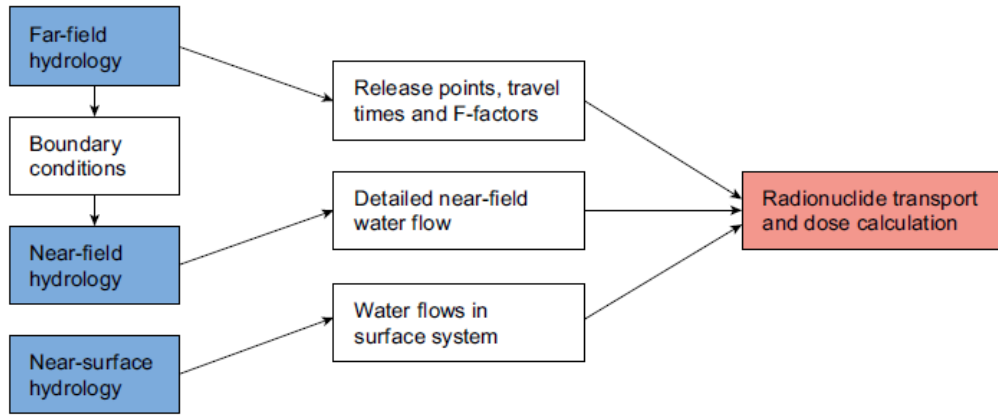 Far-field
hydrology
Boundary
conditions
Near-field
hydrology
Near-surface
hydrology
Release points, travel
times and F-factors
Detailed near-field
water flow
Water flows in
surface system
Radionuclide transport
and dose calculation